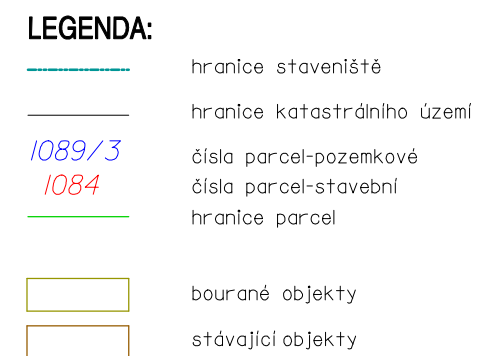 LEGENDA:
hranice staveniště
hranice katastrálního území
1089/3 čísla parcel-pozemkové
1084 čísla parcel-stavební
hranice parcel
bourané objekty
stávající objekty